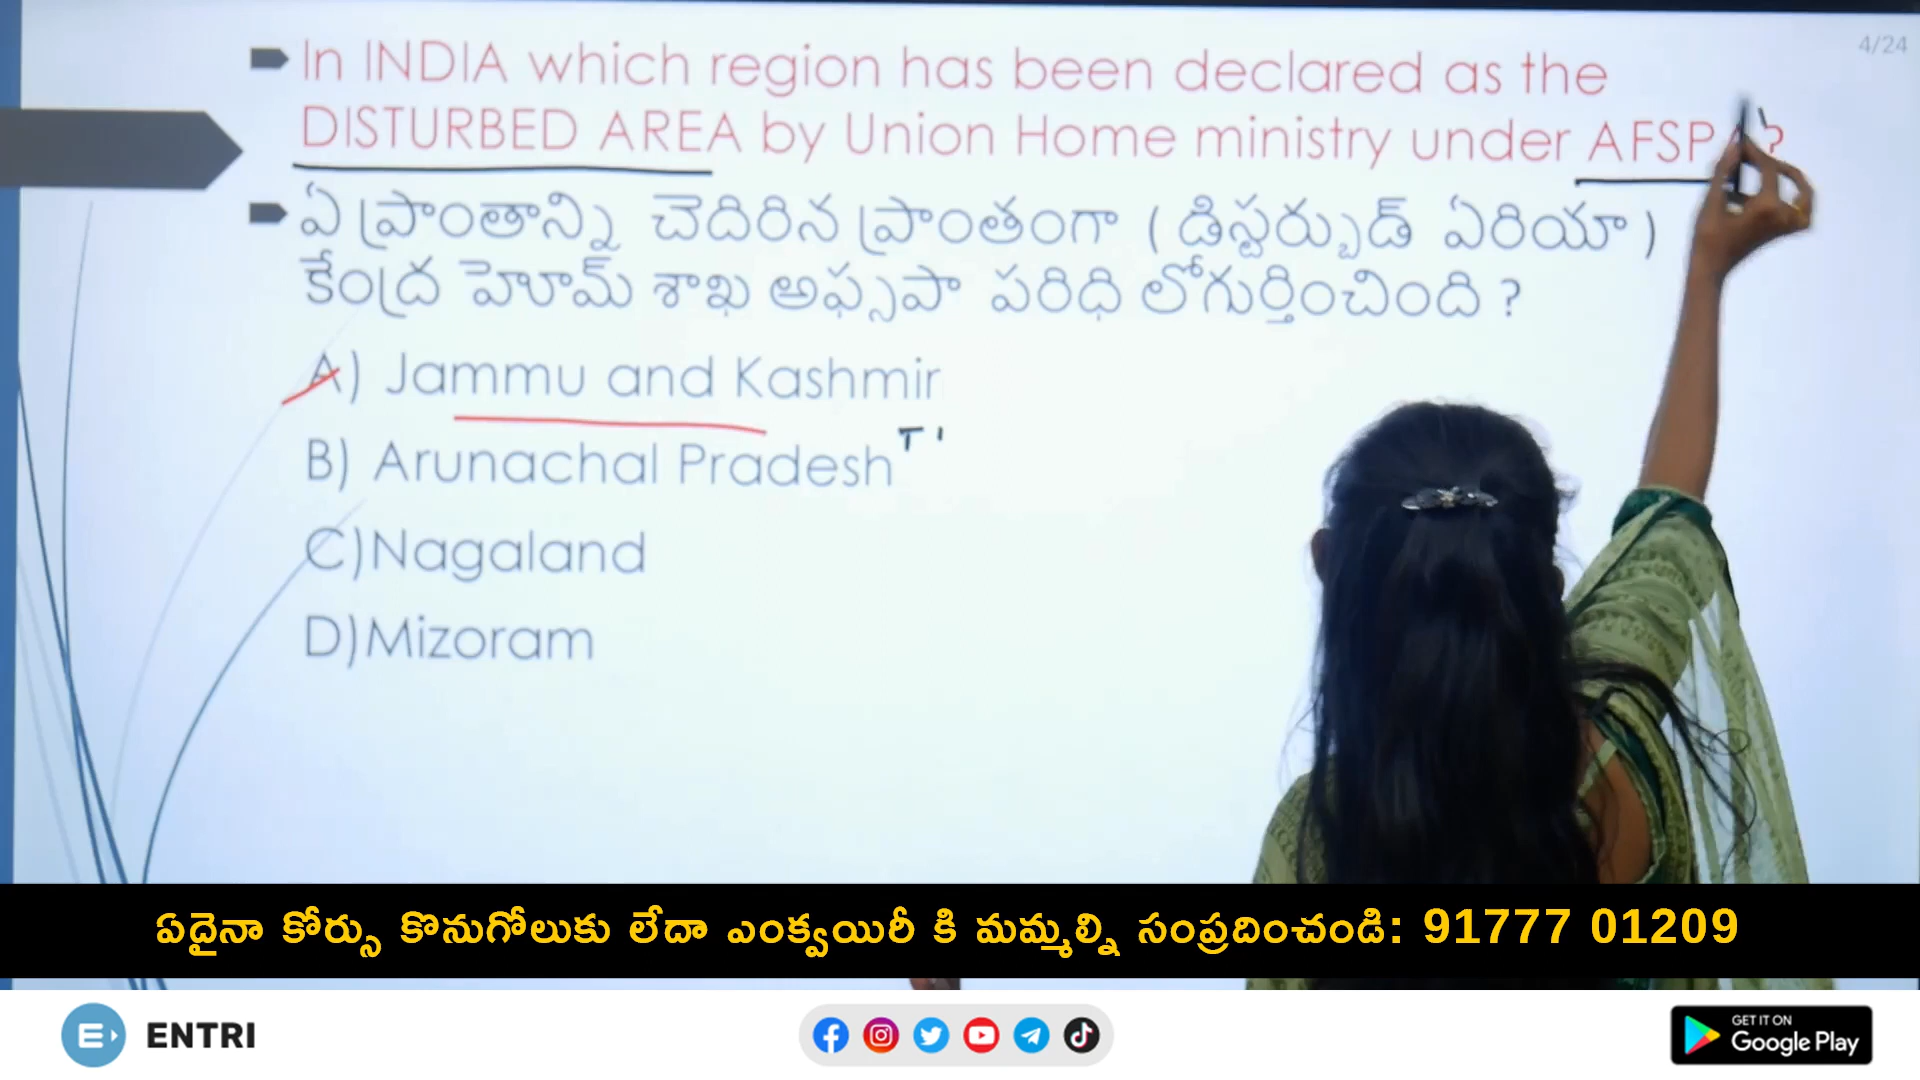 4/24
In INDIA which region has been declared as the
DISTURBED AREA by Union Home ministry under AFSPA?
ఏ ప్రాంతాన్ని చెదిరిన ప్రాంతంగా ( డిస్టర్బుడ్ ఏరియా )
కేంద్ర హెూమ్ శాఖ అఫ్సపా పరిధి లోగుర్తించింది ?
A) Jammu and Kashmir
B) Arunachal Pradesh
C)Nagaland
D)Mizoram
ఏదైనా కోర్సు కొనుగోలుకు లేదా ఎంక్వయిరీ కి మమ్మల్ని సంప్రదించండి: 91777 01209
E ENTRI
GET IT ON
Google Play